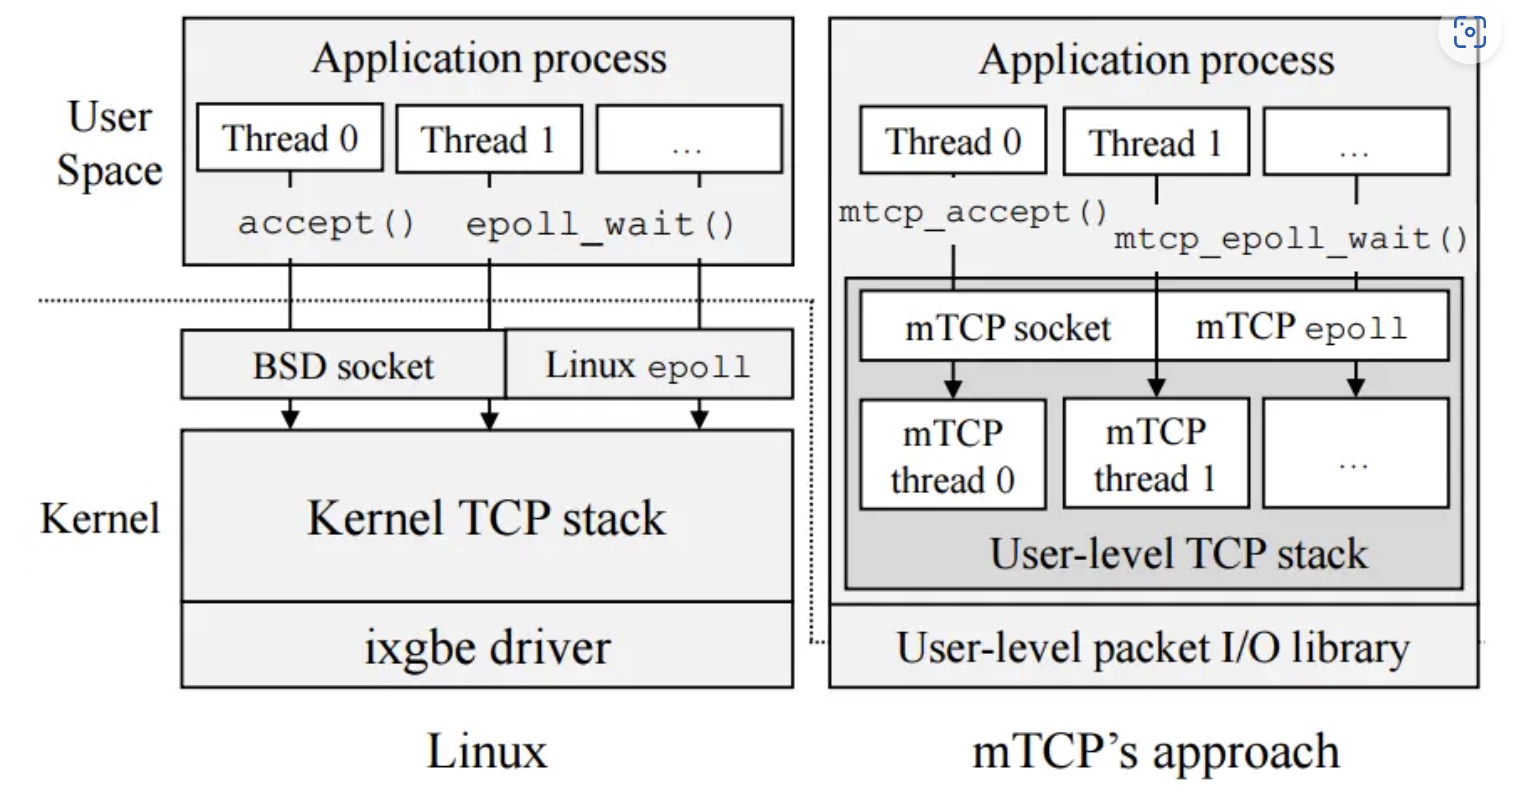 Application process
User
Space
Thread 0
Thread 1
...
accept()
epoll_wait()
BSD socket
Linux epoll
Kernel
Kernel TCP stack
ixgbe driver
Linux
Application process
Thread 0
Thread 1
...
mtcp_accept()
mtcp_epoll_wait()
mTCP socket
mTCP epoll
mTCP
thread 0
mTCP
thread 1
...
User-level TCP stack
User-level packet I/O library
mTCP’s approach